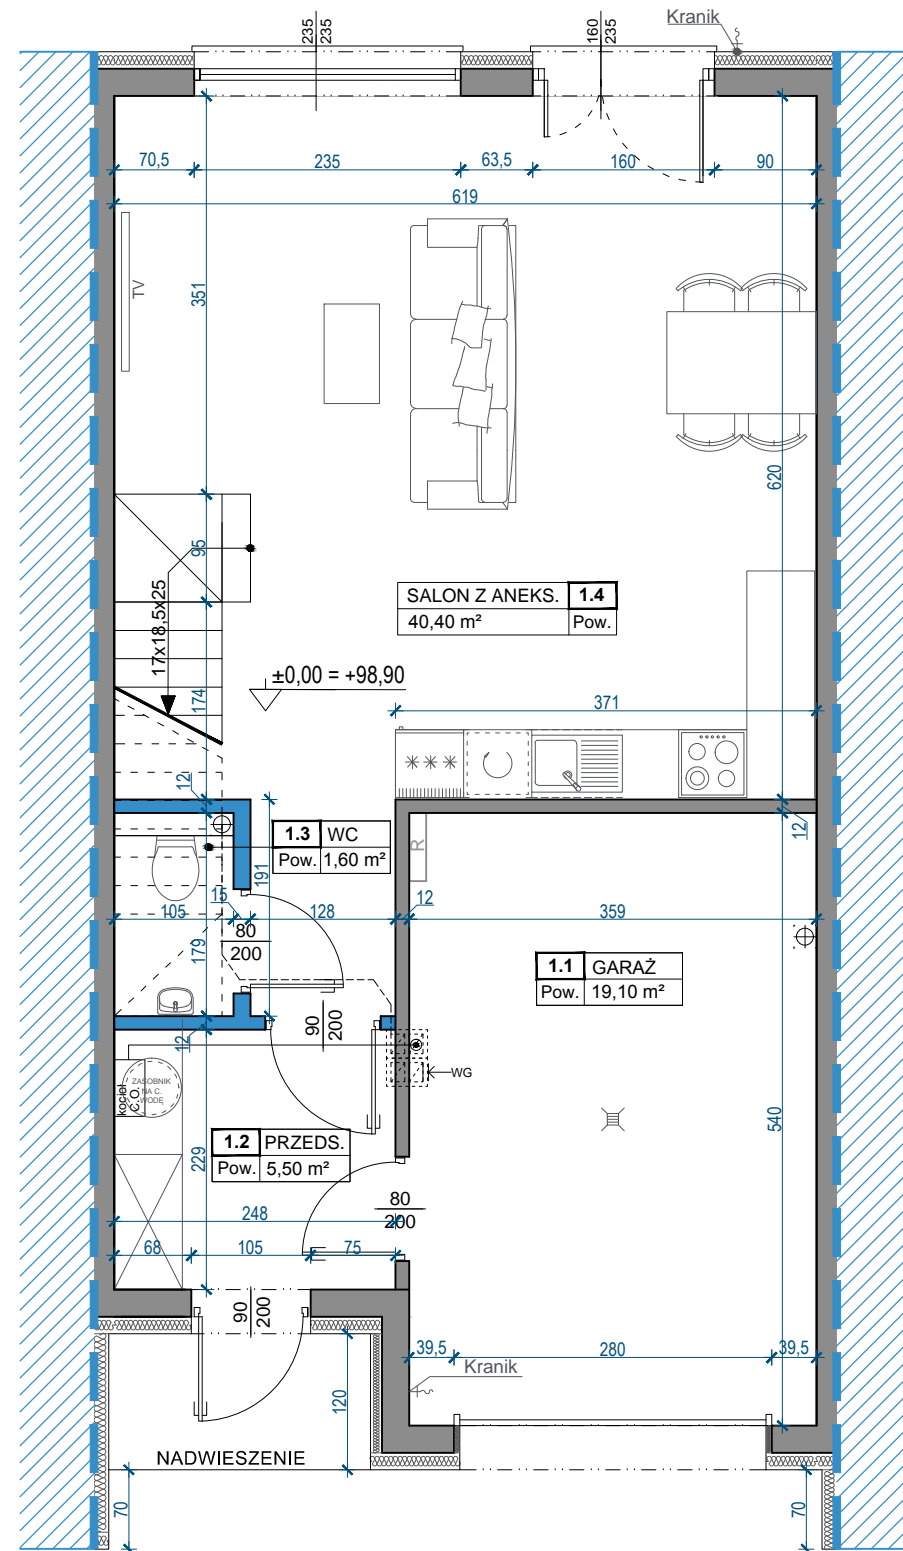 Kranik
235
235
160
235
70,5
235
63,5
160
90
619
TV
351
620
95
17x18,5x25
SALON Z ANEKS. 1.4
40,40 m² Pow.
±0,00 = +98,90
174
371
12
12
1.3 WC
Pow. 1,60 m²
R
191
15
105
128
12
359
80
200
179
1.1 GARAŻ
Pow. 19,10 m²
90
200
12
WG
kocioł
C.O.
ZASOBNIK
NA C.
WODĘ
540
1.2 PRZEDS.
Pow. 5,50 m²
229
80
200
248
68
105
75
90
200
39,5
280
39,5
Kranik
120
NADWIESZENIE
70
70